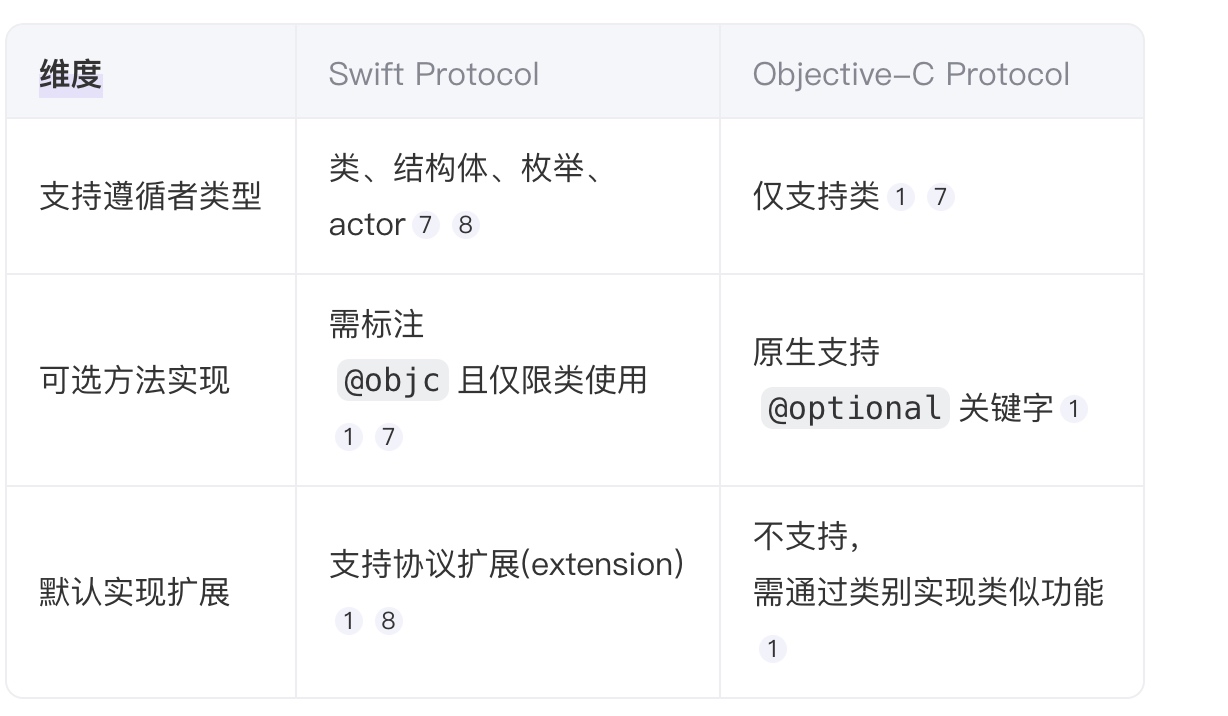 维度
Swift Protocol
Objective-C Protocol
支持遵循者类型
类、结构体、枚举、
actor 7 8
仅支持类 1 7
可选方法实现
需标注
@objc 且仅限类使用
1 7
原生支持
@optional 关键字 1
默认实现扩展
支持协议扩展(extension)
1 8
不支持，
需通过类别实现类似功能
1